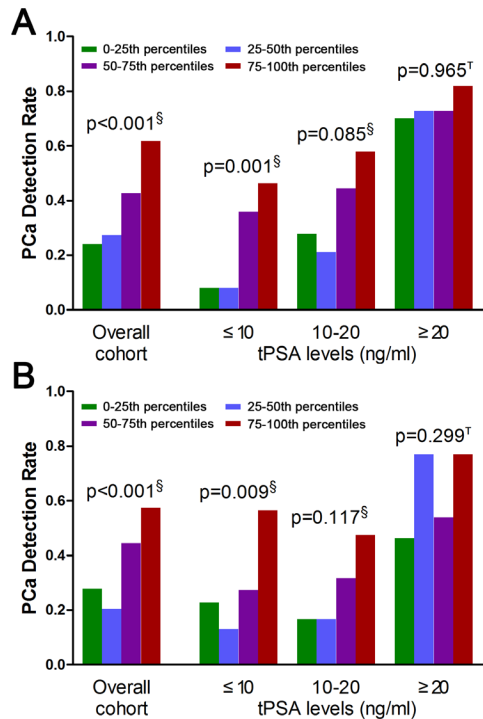 A
1.0
0.8
0.6
0.4
0.2
0.0
PCa Detection Rate
0-25th percentiles
25-50th percentiles
50-75th percentiles
75-100th percentiles
p<0.001§
p=0.001§
p=0.085§
p=0.965ᵀ
Overall cohort
≤10
10-20
≥20
tPSA levels (ng/ml)
B
1.0
0.8
0.6
0.4
0.2
0.0
PCa Detection Rate
0-25th percentiles
25-50th percentiles
50-75th percentiles
75-100th percentiles
p<0.001§
p=0.009§
p=0.117§
p=0.299ᵀ
Overall cohort
≤10
10-20
≥20
tPSA levels (ng/ml)